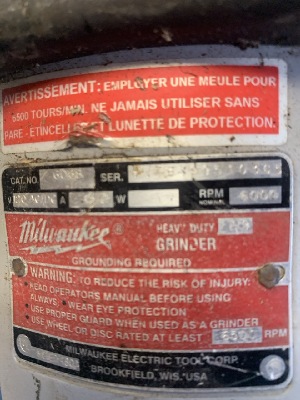 AVERTISSEMENT: EMPLOYER UNE MEULE POUR
6500 TOURS/MIN. NE JAMAIS UTILISER SANS
PARE-ETINCELLES ET LUNETTE DE PROTECTION.
CAT.NO. SER.
V A W RPM NOMINAL 6000
Milwaukee ® HEAVY DUTY
GRINDER
GROUNDING REQUIRED
WARNING: TO REDUCE THE RISK OF INJURY:
• READ OPERATORS MANUAL BEFORE USING
ALWAYS • WEAR EYE PROTECTION
• USE PROPER GUARD WHEN USED AS A GRINDER
• USE WHEEL OR DISC RATED AT LEAST 6500 RPM
MILWAUKEE ELECTRIC TOOL CORP.
BROOKFIELD, WIS. USA